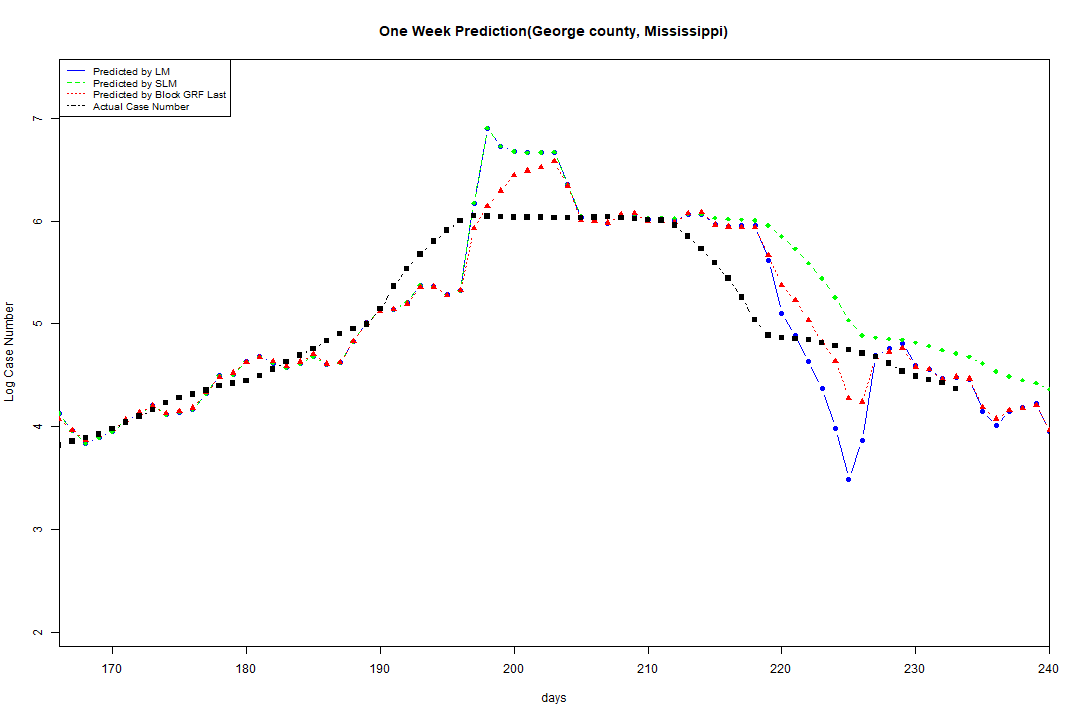 One Week Prediction(George county, Mississippi)
Predicted by LM
Predicted by SLM
Predicted by Block GRF Last
Actual Case Number
Log Case Number
7
6
5
4
3
2
170 180 190 200 210 220 230 240
days